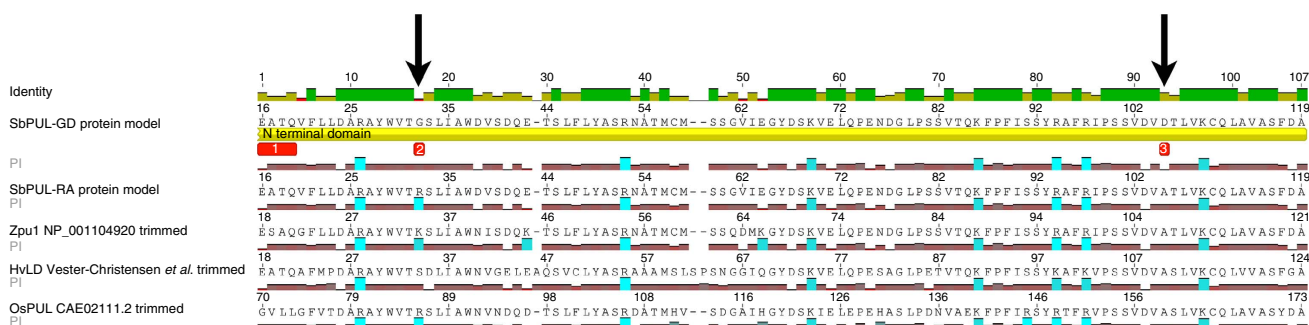 1 10 20 30 40 50 60 70 80 90 100 107
Identity
16 25 35 44 54 62 72 82 92 102 119
SbPUL-GD protein model EATQVFLLDARAYWVTGSLIAWDVSDQE-TSLFLYASRNATMCM--SSGVIEGYDSKVELQPENDGLPSSVTQKFPFISSYRAFRIPSSVDVDTLVKCQLAVASFDA
N terminal domain
1 2 3
PI
16 25 35 44 54 62 72 82 92 102 119
SbPUL-RA protein model EATQVFLLDARAYWVTRSLIAWDVSDQE-TSLFLYASRNATMCM--SSGVIEGYDSKVELQPENDGLPSSVTQKFPFISSYRAFRIPSSVDVATLVKCQLAVASFDA
PI
18 27 37 46 56 64 74 84 94 104 121
Zpu1 NP_001104920 trimmed ESAQGFLLDARAYWVTKSLIAWNISDQK-TSLFLYASRNATMCM--SSQDMKGYDSKVELQPENDGLPSSVTQKFPFISSYRAFRIPSSVDVATLVKCQLVVASFDA
PI
18 27 37 47 57 67 77 87 97 107 124
HvLD Vester-Christensen et al. trimmed EATQAFMPDARAYWVTSDLIAWNVGELEAQSVCLYASRAAAMSLSPSNGGIQGYDSKVELQPESAGLPETVTQKFPFISSYKAFKVPSSVDVASLVKCQLVVASFGA
PI
70 79 89 98 108 116 126 136 146 156 173
OsPUL CAE02111.2 trimmed GVLLGFVTDARAYWVTRSLIAWNVNDQD-TSLFLYASRDATMHV--SDGAIHGYDSKIELEPEHASLPDNVAEKFPFIRSYRTFRVPSSVDVASLVKCQLAVASYDA
PI